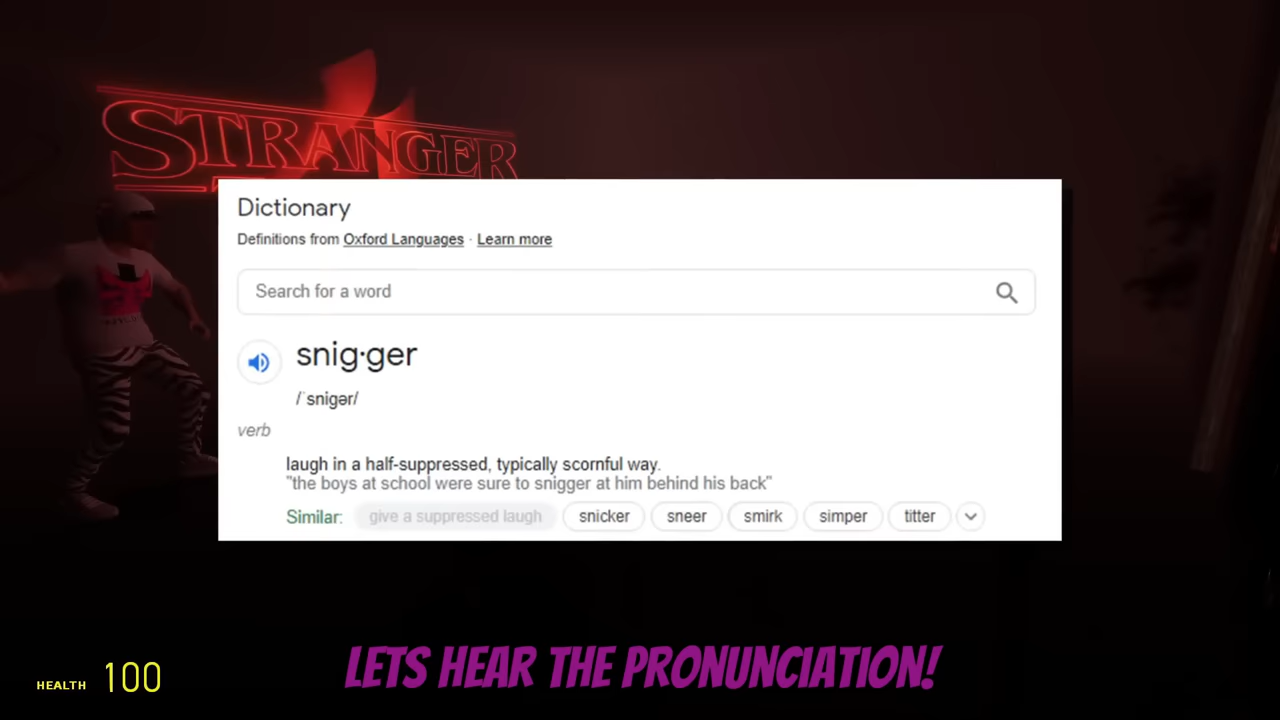 STRANGER
Dictionary
Definitions from Oxford Languages · Learn more
Search for a word
snig·ger
/ˈsniɡər/
verb
laugh in a half-suppressed, typically scornful way.
"the boys at school were sure to snigger at him behind his back"
Similar: give a suppressed laugh snicker sneer smirk simper titter
HEALTH 100
LETS HEAR THE PRONUNCIATION!